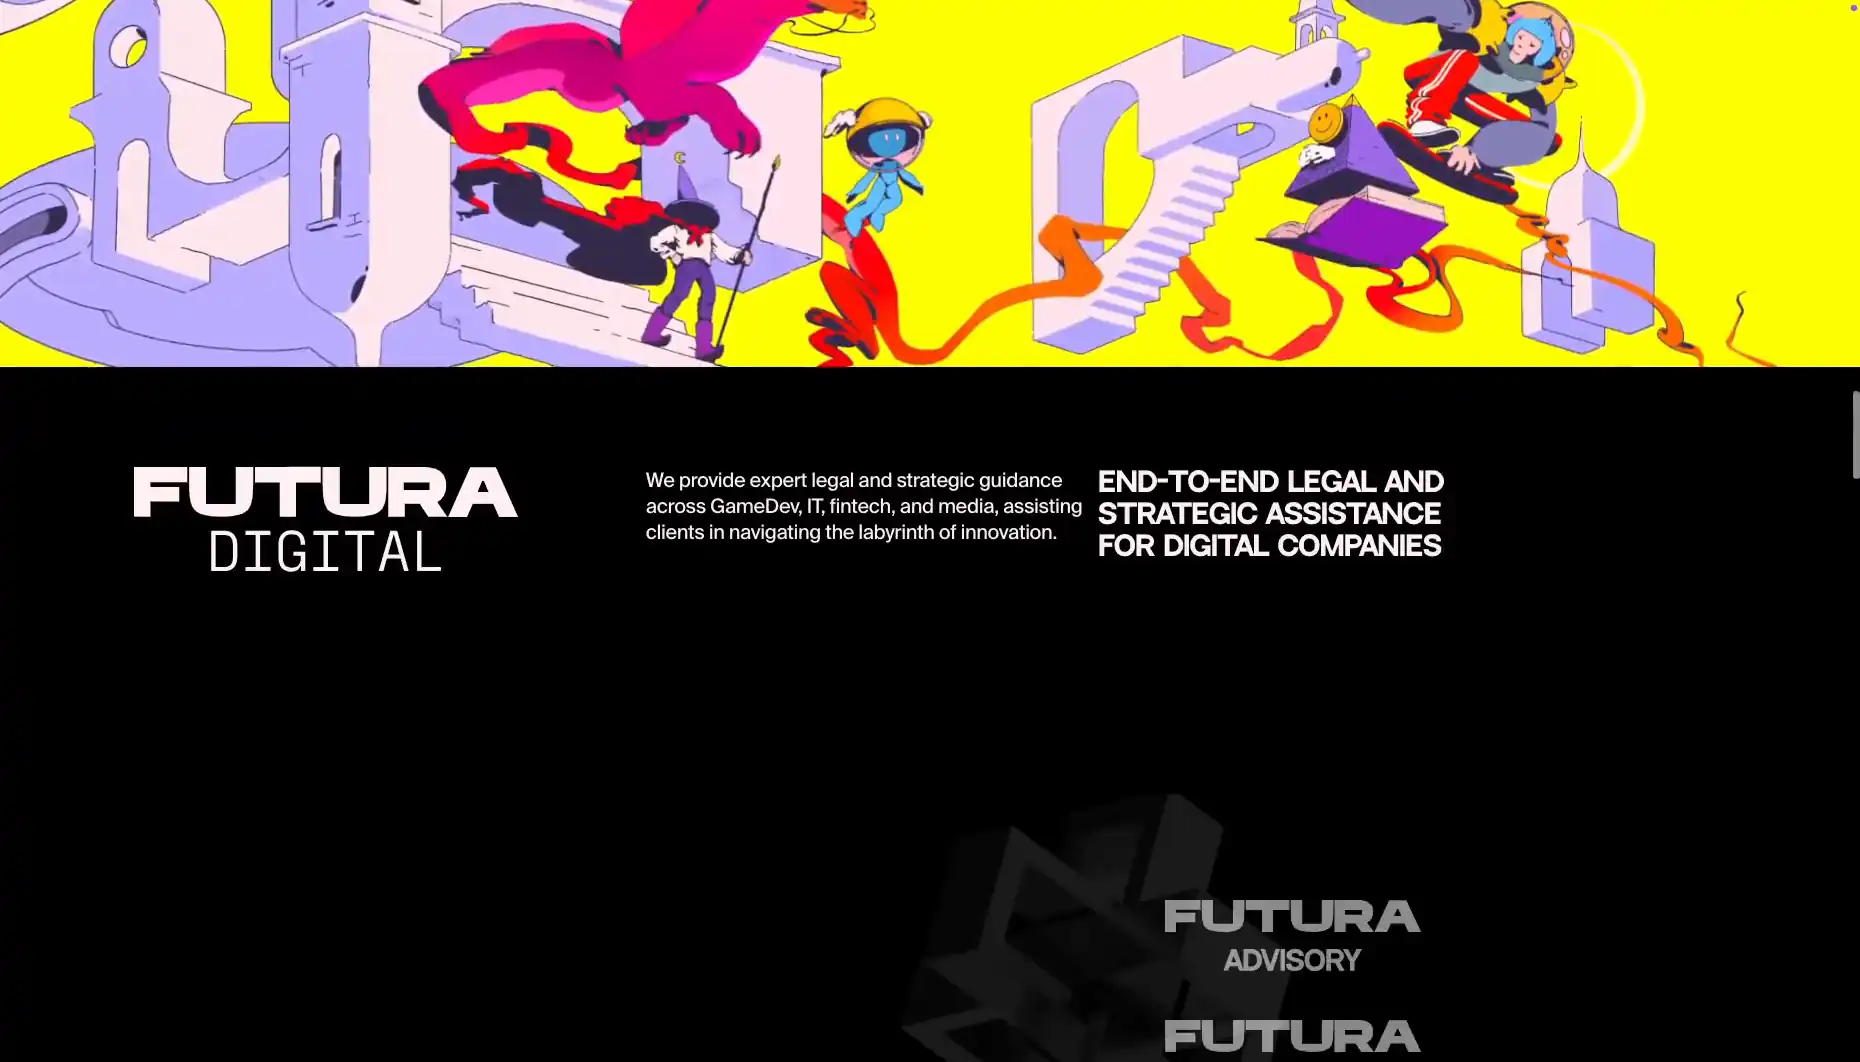 FUTURA
DIGITAL
We provide expert legal and strategic guidance
across GameDev, IT, fintech, and media, assisting
clients in navigating the labyrinth of innovation.
END-TO-END LEGAL AND
STRATEGIC ASSISTANCE
FOR DIGITAL COMPANIES
FUTURA
ADVISORY
FUTURA